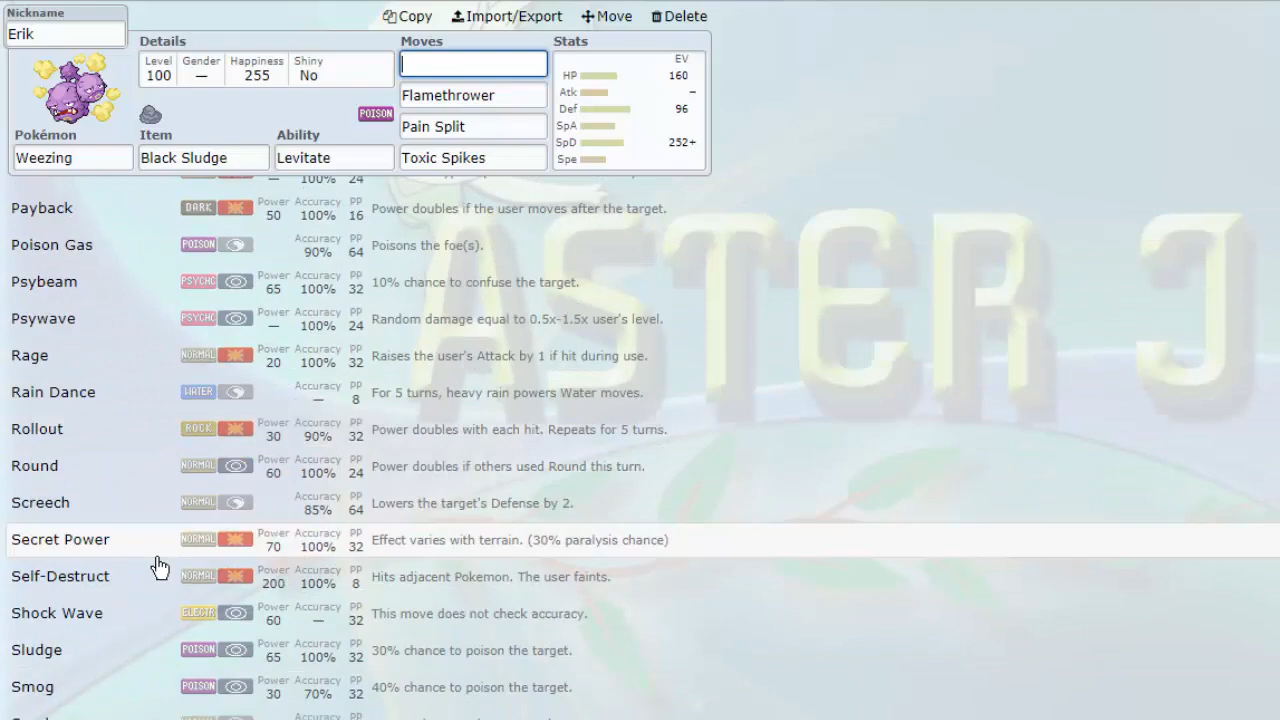 Nickname
Erik
Copy Import/Export Move Delete
Details
Level Gender Happiness Shiny
100 — 255 No
POISON
Pokémon Item Ability
Weezing Black Sludge Levitate
Moves
Flamethrower
Pain Split
Toxic Spikes
Stats
EV
HP 160
Atk –
Def 96
SpA
SpD 252+
Spe
— 100% 24
Payback DARK Power 50 Accuracy 100% PP 16 Power doubles if the user moves after the target.
Poison Gas POISON Accuracy 90% PP 64 Poisons the foe(s).
Psybeam PSYCHC Power 65 Accuracy 100% PP 32 10% chance to confuse the target.
Psywave PSYCHC Power — Accuracy 100% PP 24 Random damage equal to 0.5x-1.5x user's level.
Rage NORMAL Power 20 Accuracy 100% PP 32 Raises the user's Attack by 1 if hit during use.
Rain Dance WATER Accuracy — PP 8 For 5 turns, heavy rain powers Water moves.
Rollout ROCK Power 30 Accuracy 90% PP 32 Power doubles with each hit. Repeats for 5 turns.
Round NORMAL Power 60 Accuracy 100% PP 24 Power doubles if others used Round this turn.
Screech NORMAL Accuracy 85% PP 64 Lowers the target's Defense by 2.
Secret Power NORMAL Power 70 Accuracy 100% PP 32 Effect varies with terrain. (30% paralysis chance)
Self-Destruct NORMAL Power 200 Accuracy 100% PP 8 Hits adjacent Pokemon. The user faints.
Shock Wave ELECTR Power 60 Accuracy — PP 32 This move does not check accuracy.
Sludge POISON Power 65 Accuracy 100% PP 32 30% chance to poison the target.
Smog POISON Power 30 Accuracy 70% PP 32 40% chance to poison the target.
ASTER J